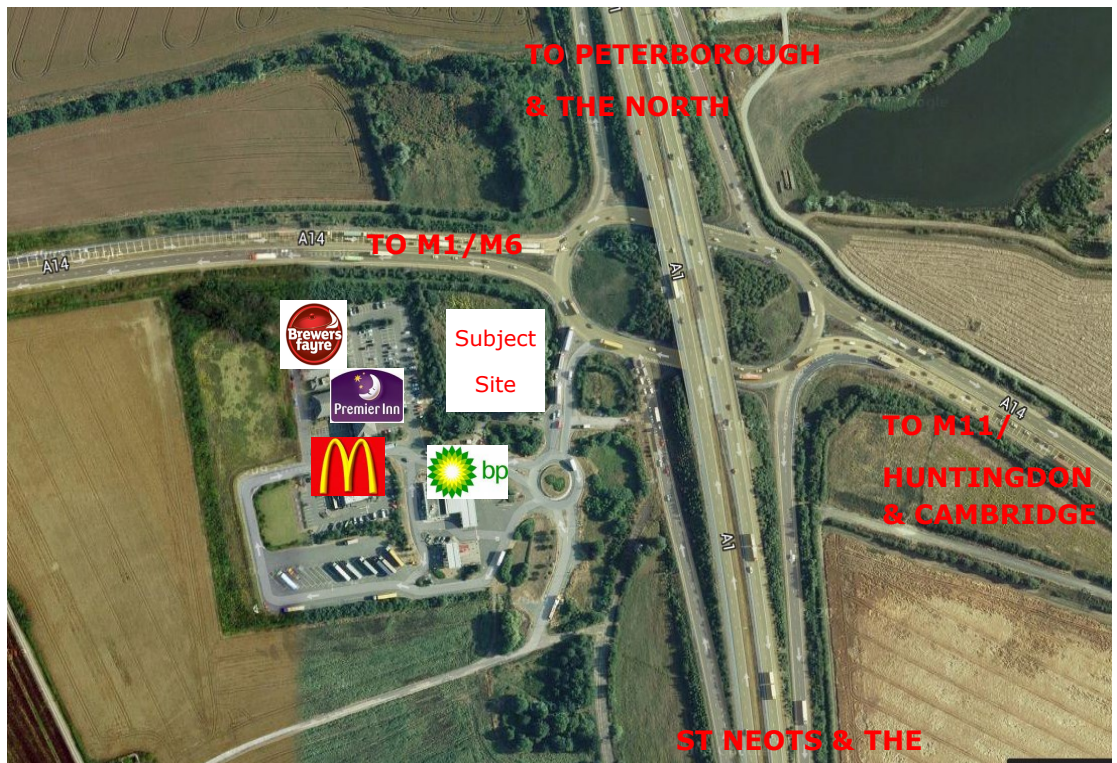 TO PETERBOROUGH
& THE NORTH
A14
A14
TO M1/M6
A1
Brewers
fayre
Subject
Site
Premier Inn
bp
A14
TO M11/
HUNTINGDON
& CAMBRIDGE
A1
ST NEOTS & THE